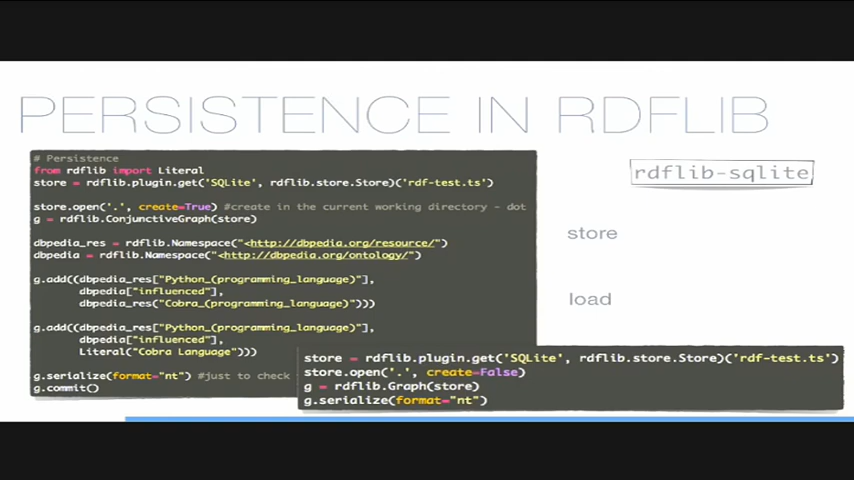 PERSISTENCE IN RDFLIB
# Persistence
from rdflib import Literal
store = rdflib.plugin.get('SQLite', rdflib.store.Store)('rdf-test.ts')
store.open('.', create=True) #create in the current working directory - dot
g = rdflib.ConjunctiveGraph(store)
dbpedia_res = rdflib.Namespace("<http://dbpedia.org/resource/")
dbpedia = rdflib.Namespace("<http://dbpedia.org/ontology/")
g.add((dbpedia_res["Python_(programming_language)"],
dbpedia["influenced"],
dbpedia_res("Cobra_(programming_language)")))
g.add((dbpedia_res["Python_(programming_language)"],
dbpedia["influenced"],
Literal("Cobra Language")))
g.serialize(format="nt") #just to check
g.commit()
rdflib-sqlite
store
load
store = rdflib.plugin.get('SQLite', rdflib.store.Store)('rdf-test.ts')
store.open('.', create=False)
g = rdflib.Graph(store)
g.serialize(format="nt")